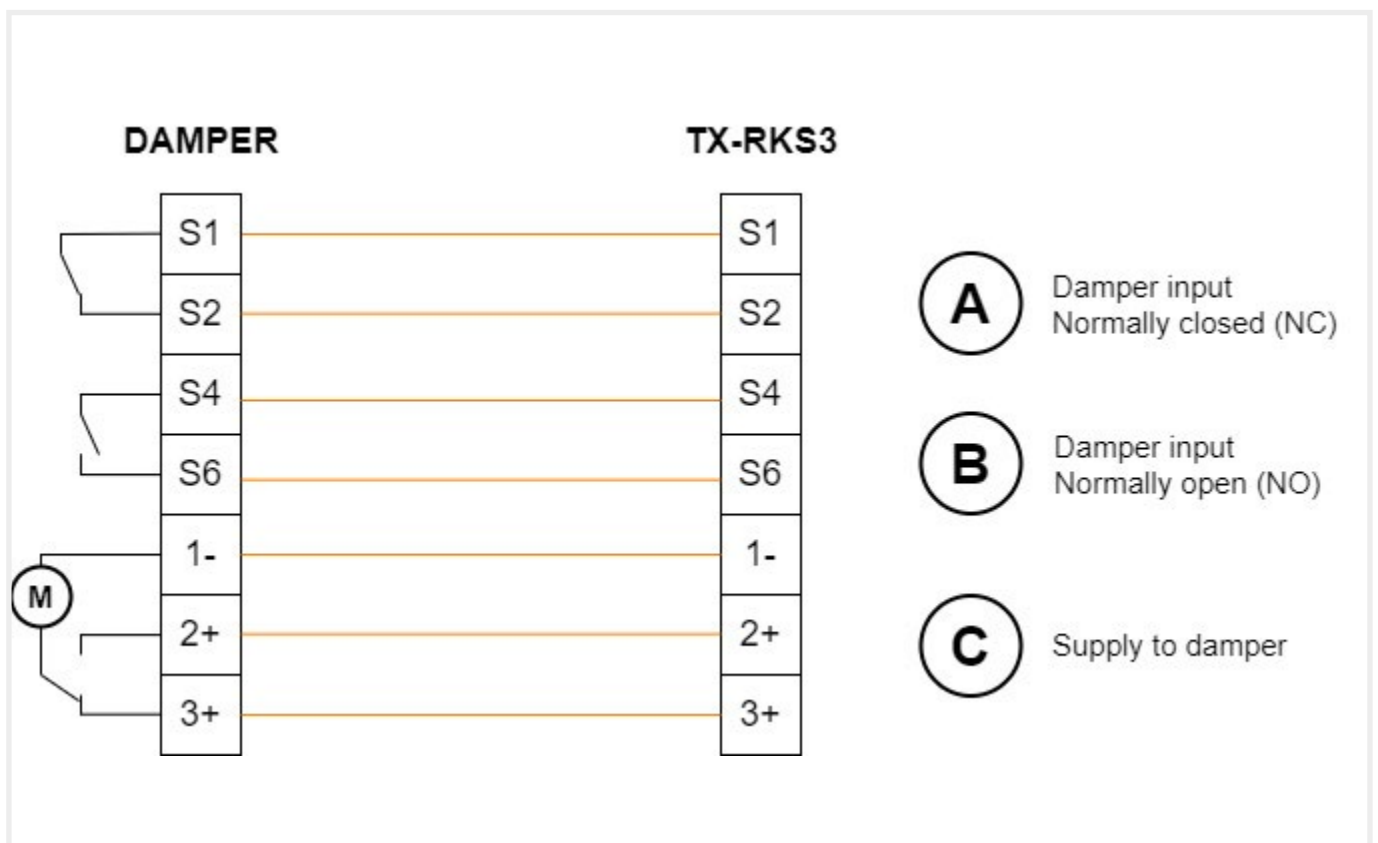 DAMPER
TX-RKS3
S1
S1
S2
S2
S4
S4
S6
S6
1-
1-
M
2+
2+
3+
3+
A
Damper input
Normally closed (NC)
B
Damper input
Normally open (NO)
C
Supply to damper